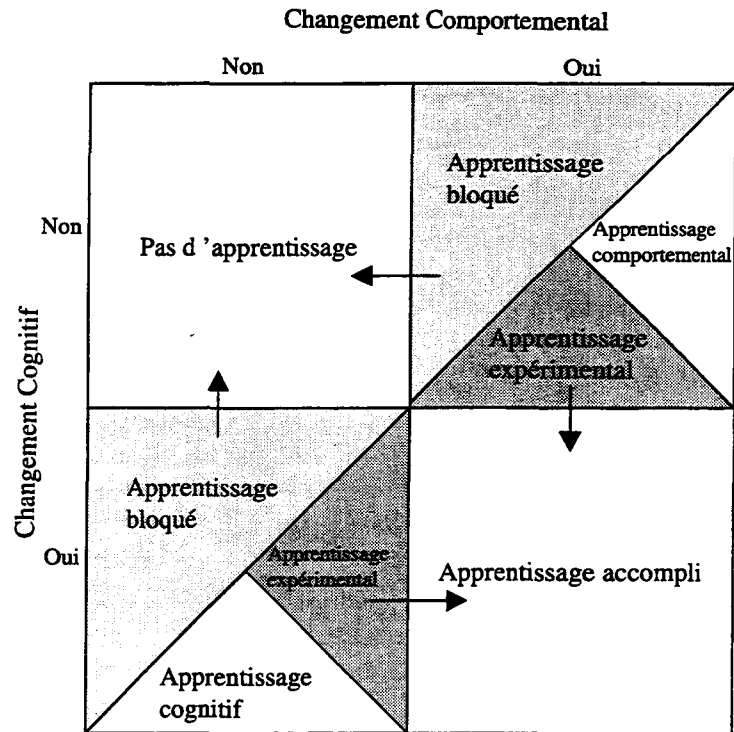 Changement Comportemental
Non
Oui
Apprentissage
bloqué
Non
Apprentissage
comportemental
Pas d ’apprentissage
Apprentissage
expérimental
Changement Cognitif
Apprentissage
bloqué
Oui
Apprentissage
expérimental
Apprentissage accompli
Apprentissage
cognitif